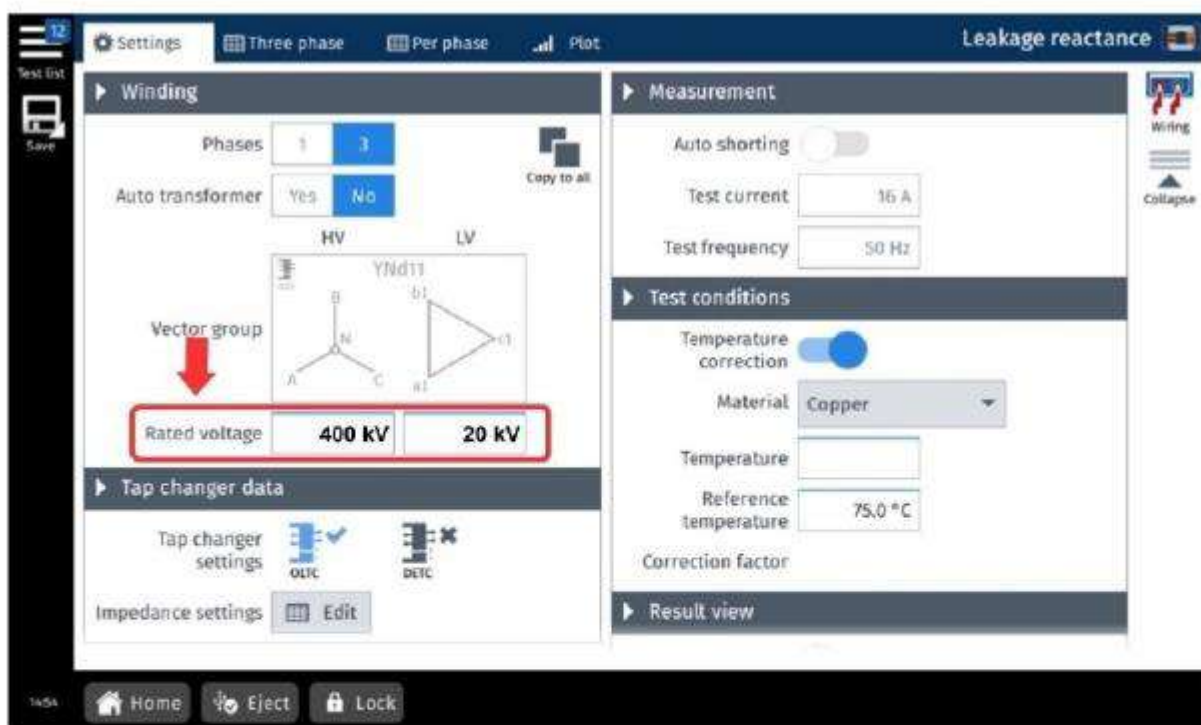 12
Test list
Save
Settings
Three phase
Per phase
Plot
Leakage reactance
Winding
Phases 1 3
Copy to all
Auto transformer Yes No
HV LV
YNd11
Vector group
B
N
A C
b1
c1
a1
Rated voltage 400 kV 20 kV
Tap changer data
Tap changer
settings
OLTC DETC
Impedance settings Edit
Measurement
Auto shorting
Test current 16 A
Test frequency 50 Hz
Test conditions
Temperature
correction
Material Copper
Temperature
Reference
temperature 75.0 °C
Correction factor
Result view
Wiring
Collapse
14:54 Home Eject Lock